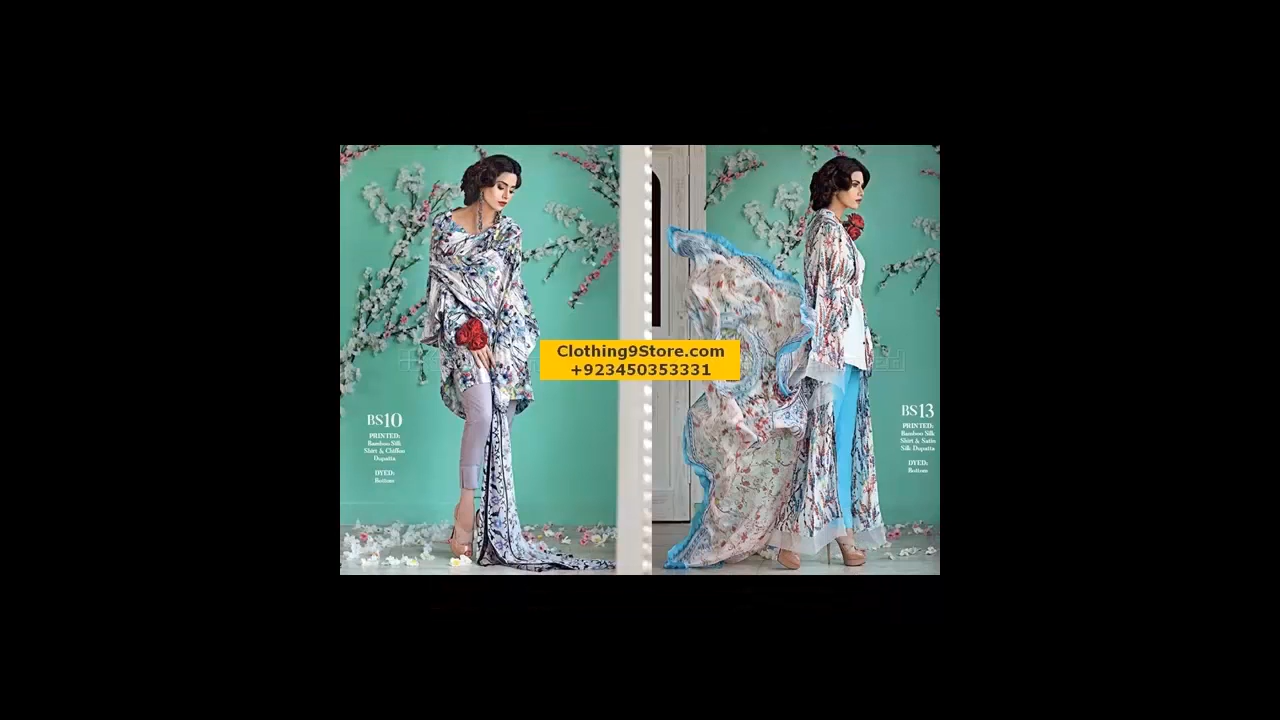 Clothing9Store.com
+923450353331
BS10
PRINTED:
Bamboo Silk
Shirt & Chiffon
Dupatta
DYED:
Bottom
BS13
PRINTED:
Bamboo Silk
Shirt & Satin
Silk Dupatta
DYED:
Bottom